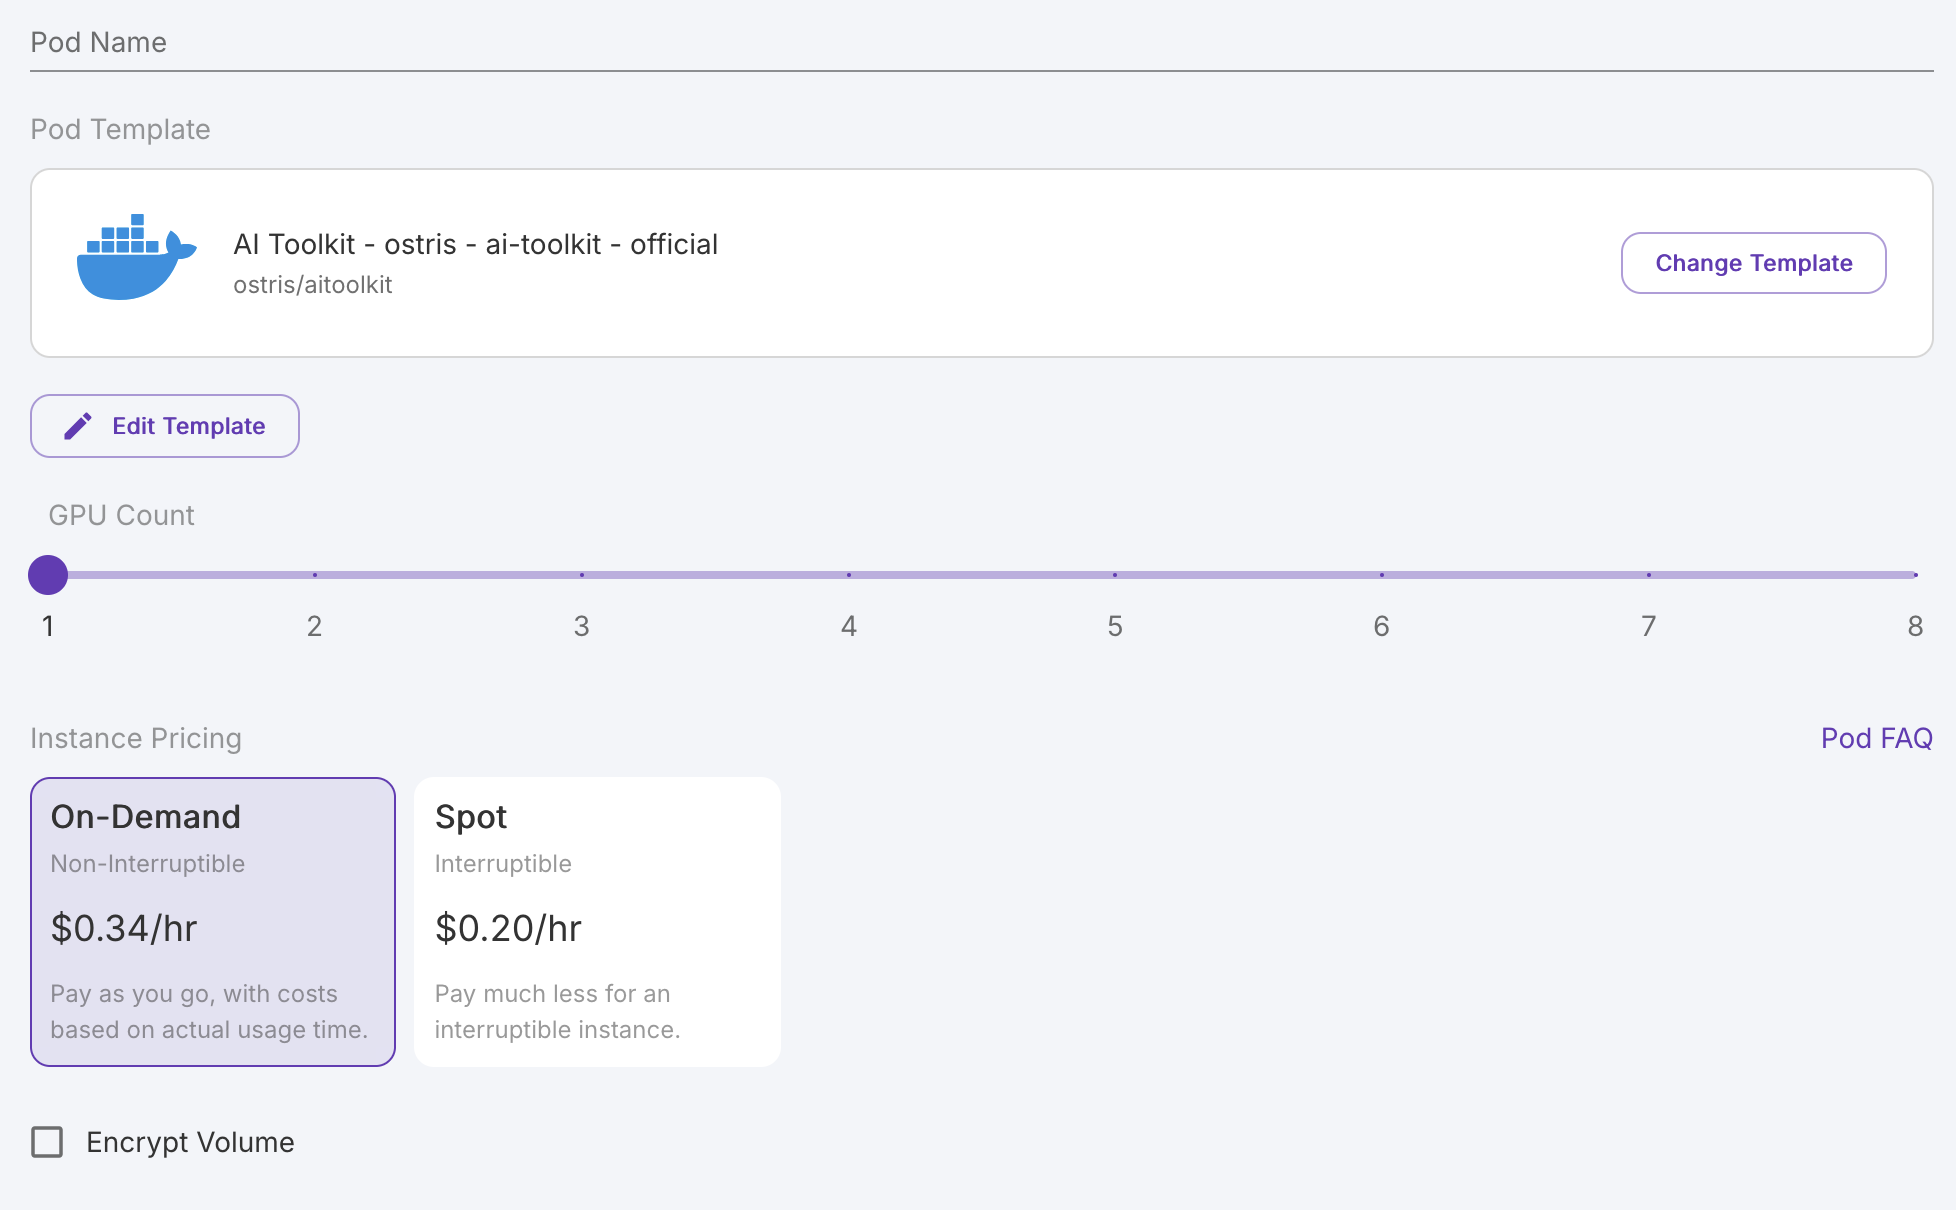 Pod Name
Pod Template
AI Toolkit - ostris - ai-toolkit - official
ostris/aitoolkit
Change Template
Edit Template
GPU Count
1 2 3 4 5 6 7 8
Instance Pricing
Pod FAQ
On-Demand
Non-Interruptible
$0.34/hr
Pay as you go, with costs
based on actual usage time.
Spot
Interruptible
$0.20/hr
Pay much less for an
interruptible instance.
Encrypt Volume